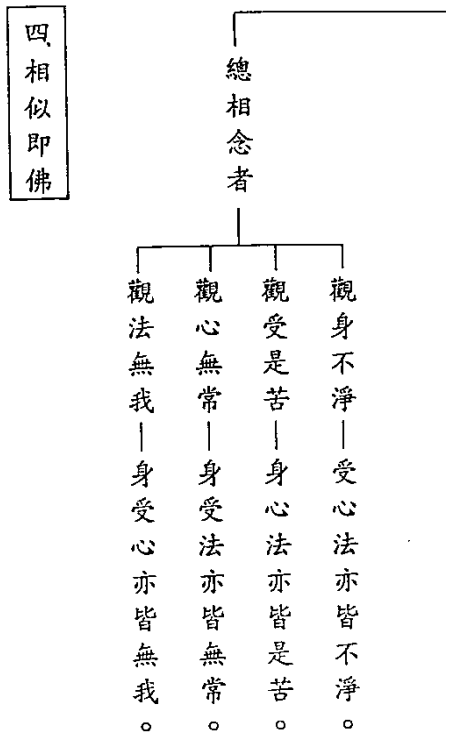 總相念者
觀身不淨—受心法亦皆不淨。
觀受是苦—身心法亦皆是苦。
觀心無常—身受法亦皆無常。
觀法無我—身受心亦皆無我。
四、相似即佛